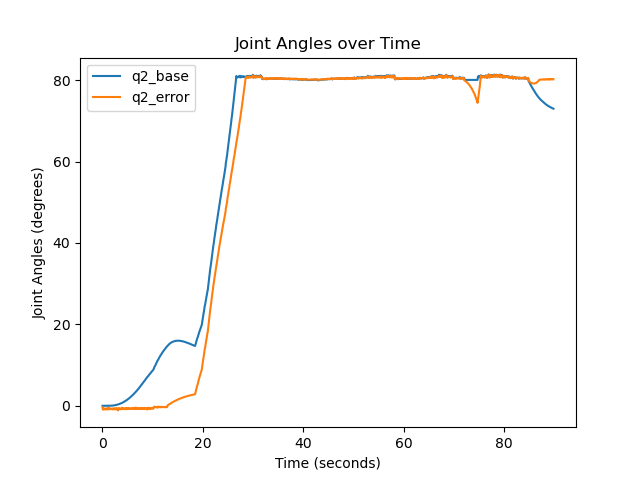 Joint Angles over Time
q2_base
q2_error
80
60
40
20
0
Joint Angles (degrees)
0 20 40 60 80
Time (seconds)